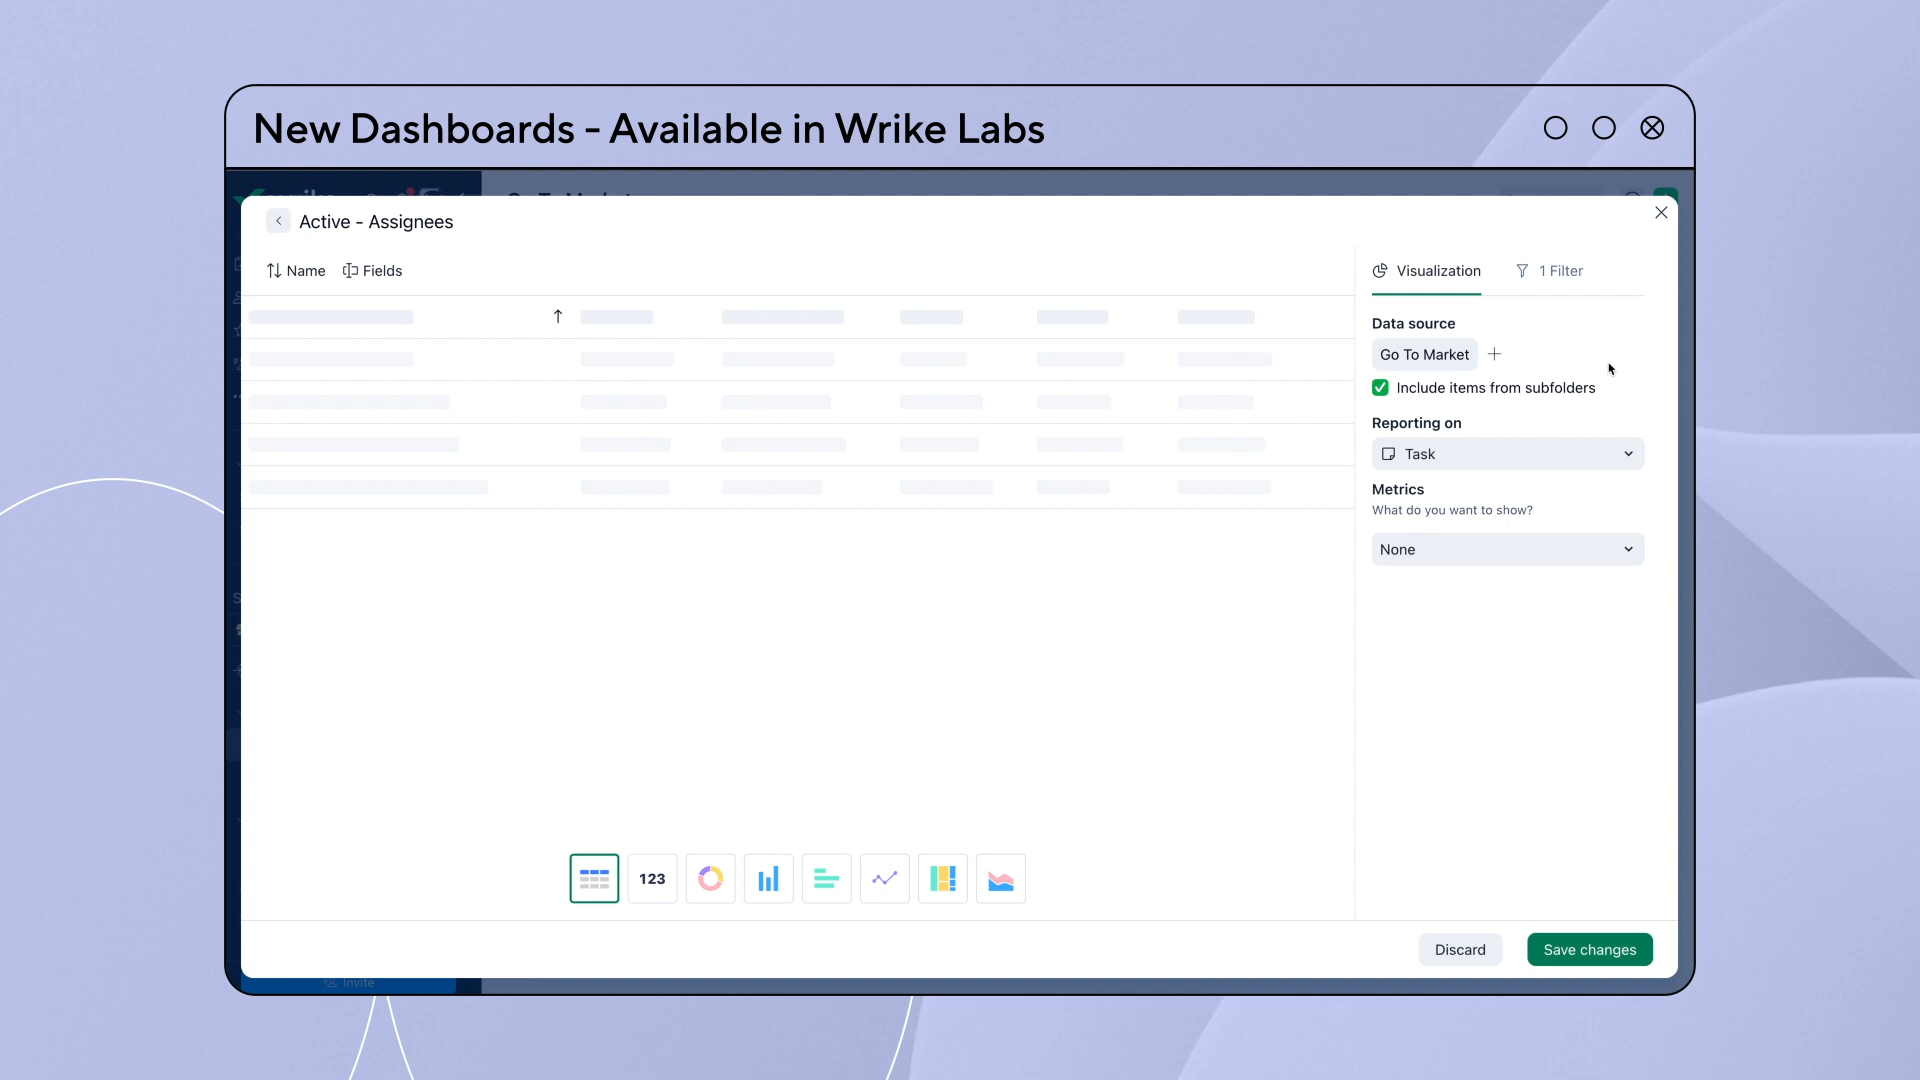 New Dashboards - Available in Wrike Labs
Active - Assignees
Name
Fields
Visualization
1 Filter
Data source
Go To Market
Include items from subfolders
Reporting on
Task
Metrics
What do you want to show?
None
123
Discard
Save changes
Invite